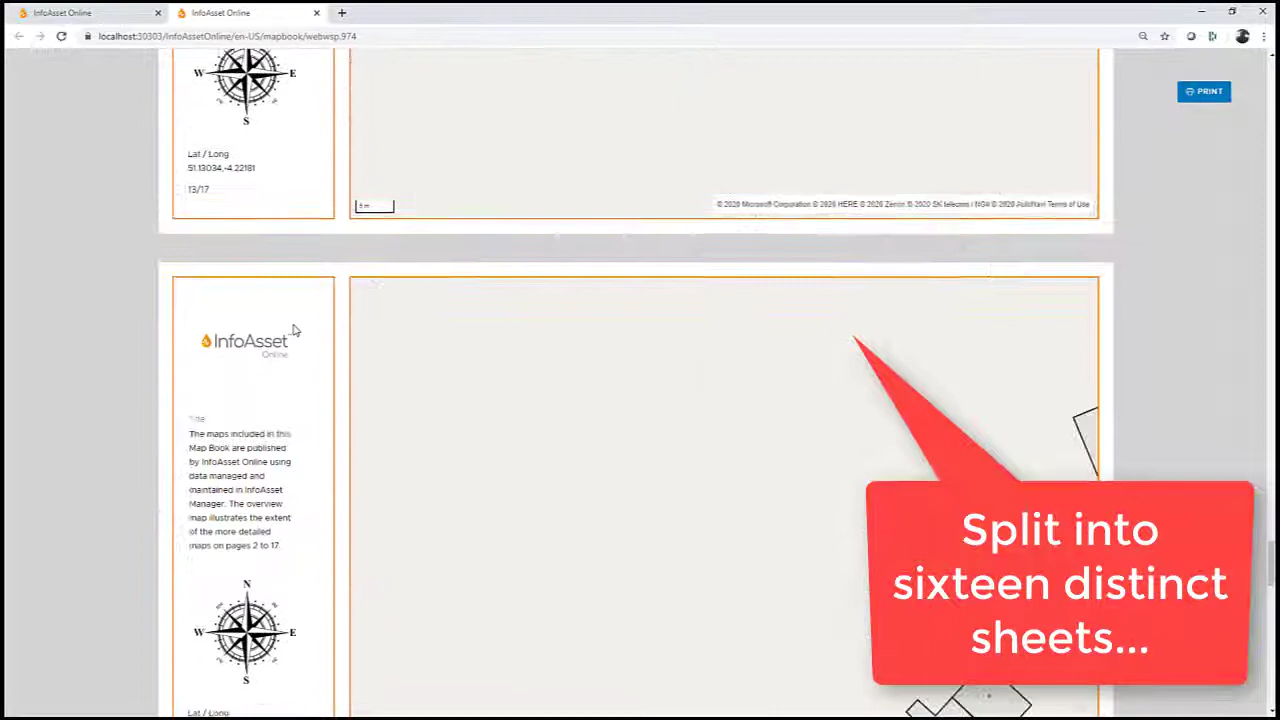 InfoAsset Online
InfoAsset Online
localhost:30303/InfoAssetOnline/en-US/mapbook/webwsp.974
PRINT
W E
S
Lat / Long
51.13034,-4.22181
13/17
5 m
InfoAsset
Online
Title
The maps included in this
Map Book are published
by InfoAsset Online using
data managed and
maintained in InfoAsset
Manager. The overview
map illustrates the extent
of the more detailed
maps on pages 2 to 17.
N
W E
S
Lat / Long
© 2020 Microsoft Corporation © 2020 HERE © 2020 Zenrin © 2020 SK telecom / NGII © 2020 AutoNavi Terms of Use
Split into
sixteen distinct
sheets...